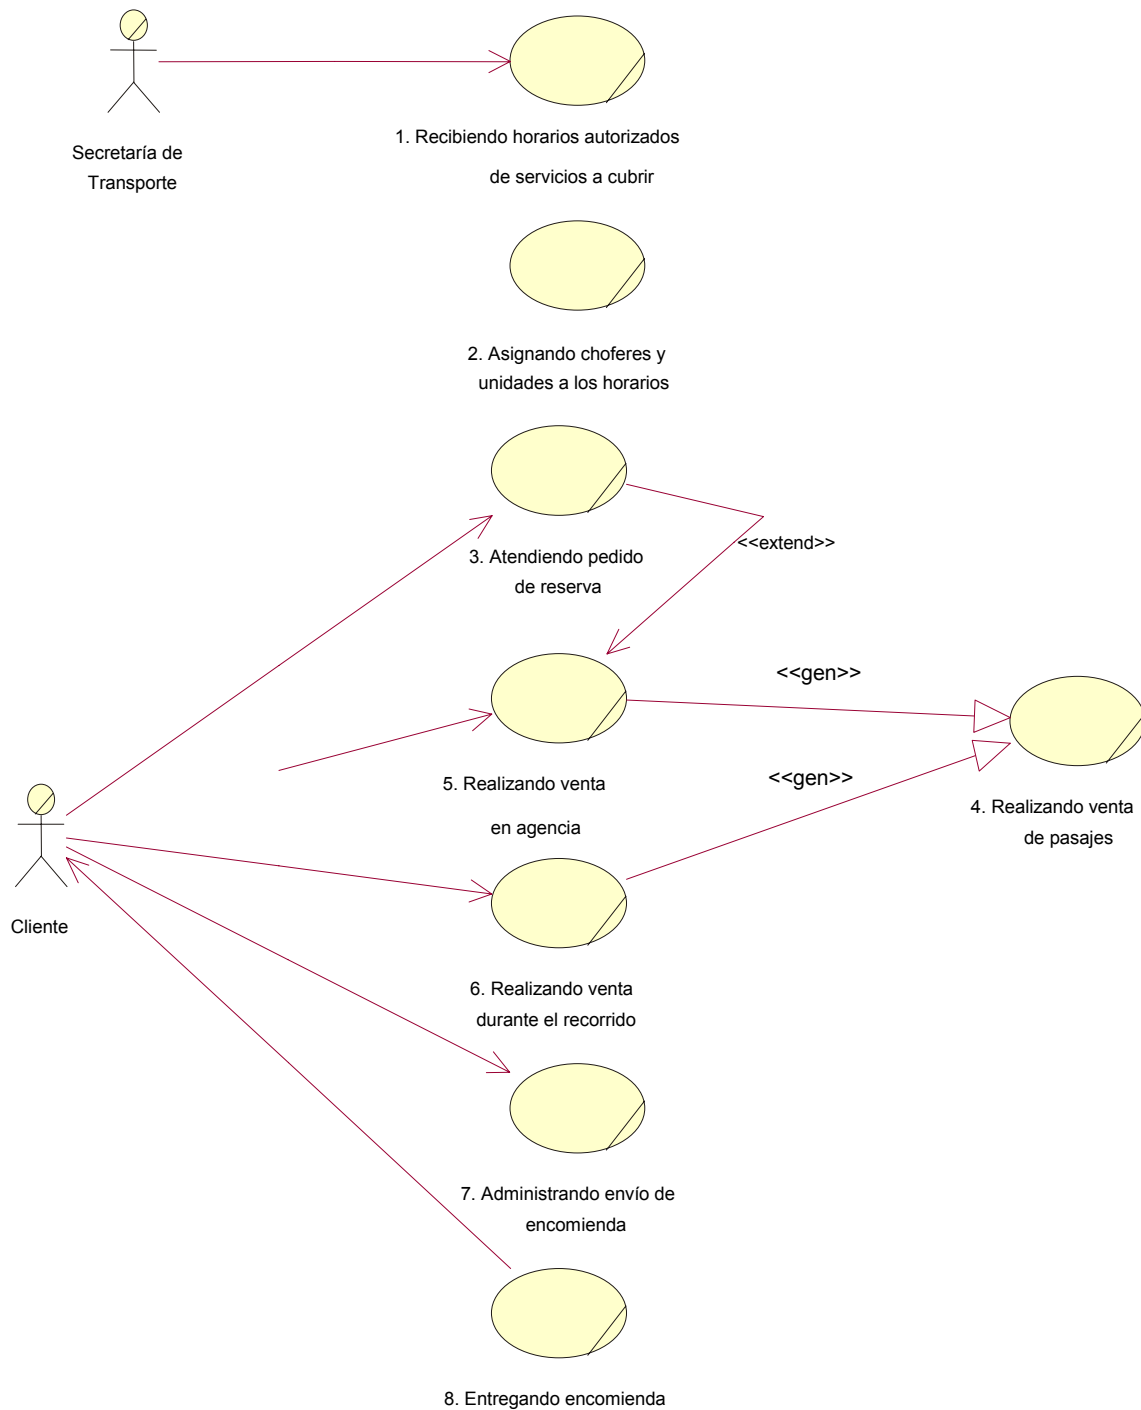 Secretaría de
Transporte
1. Recibiendo horarios autorizados
de servicios a cubrir
2. Asignando choferes y
unidades a los horarios
3. Atendiendo pedido
de reserva
<<extend>>
<<gen>>
5. Realizando venta
en agencia
<<gen>>
4. Realizando venta
de pasajes
Cliente
6. Realizando venta
durante el recorrido
7. Administrando envío de
encomienda
8. Entregando encomienda